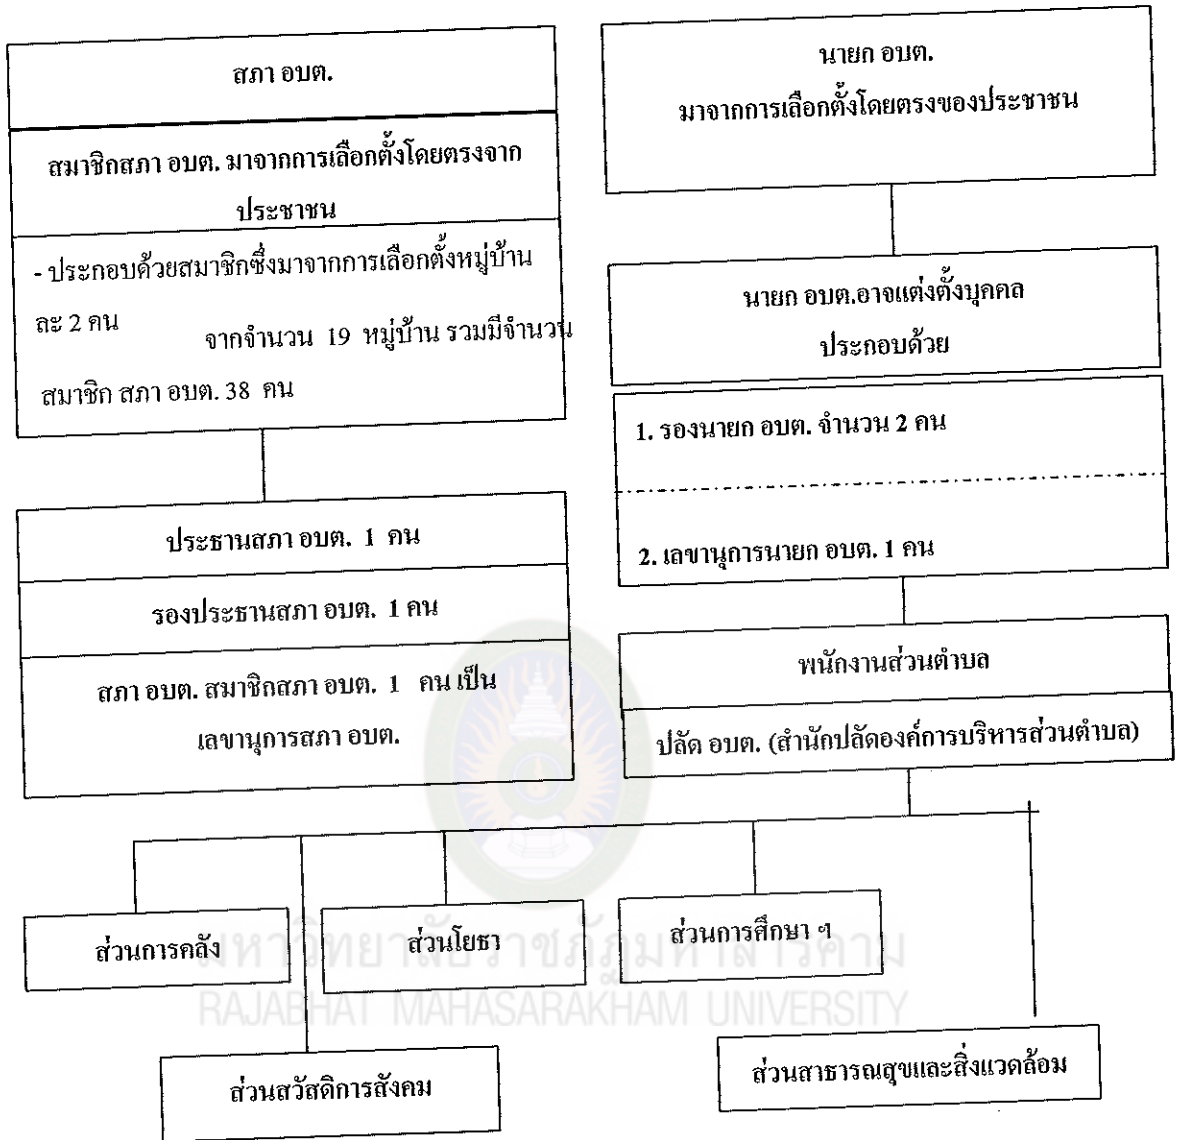 สภา อบต.
สมาชิกสภา อบต. มาจากการเลือกตั้งโดยตรงจาก
ประชาชน
- ประกอบด้วยสมาชิกซึ่งมาจากการเลือกตั้งหมู่บ้าน
ละ 2 คน จากจำนวน 19 หมู่บ้าน รวมมีจำนวน
สมาชิก สภา อบต. 38 คน
ประธานสภา อบต. 1 คน
รองประธานสภา อบต. 1 คน
สภา อบต. สมาชิกสภา อบต. 1 คน เป็น
เลขานุการสภา อบต.
นายก อบต.
มาจากการเลือกตั้งโดยตรงของประชาชน
นายก อบต.อาจแต่งตั้งบุคคล
ประกอบด้วย
1. รองนายก อบต. จำนวน 2 คน
2. เลขานุการนายก อบต. 1 คน
พนักงานส่วนตำบล
ปลัด อบต. (สำนักปลัดองค์การบริหารส่วนตำบล)
ส่วนการคลัง
ส่วนโยธา
ส่วนการศึกษา ฯ
ส่วนสวัสดิการสังคม
ส่วนสาธารณสุขและสิ่งแวดล้อม
มหาวิทยาลัยราชภัฏมหาสารคาม
RAJABHAT MAHASARAKHAM UNIVERSITY